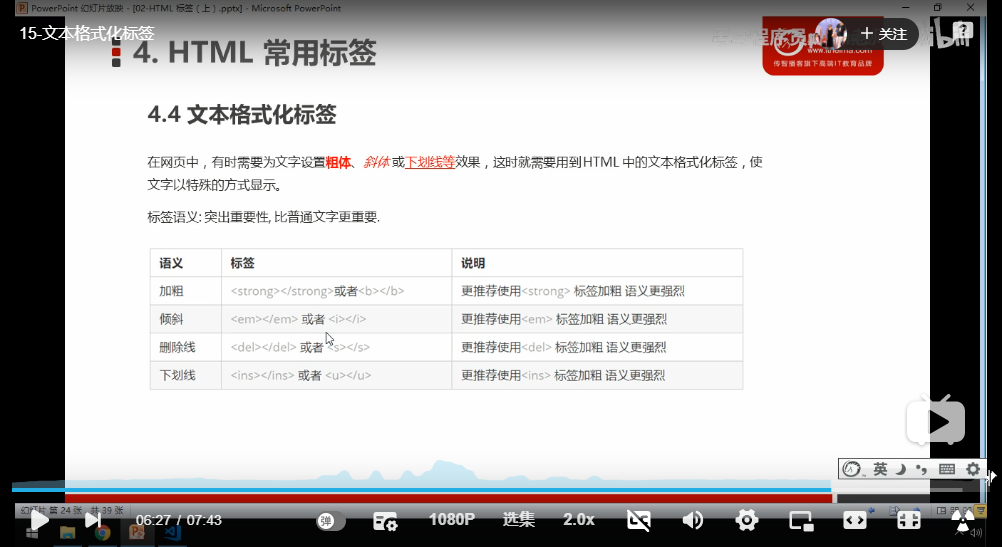 PowerPoint 幻灯片放映 - [02-HTML 标签（上）.pptx] - Microsoft PowerPoint
15-文本格式化标签
+ 关注
4. HTML 常用标签
www.itheima.com
传智播客旗下高端IT教育品牌
4.4 文本格式化标签
在网页中，有时需要为文字设置粗体、斜体或下划线等效果，这时就需要用到HTML 中的文本格式化标签，使
文字以特殊的方式显示。
标签语义: 突出重要性, 比普通文字更重要.
语义 标签 说明
加粗 <strong></strong>或者<b></b> 更推荐使用<strong> 标签加粗 语义更强烈
倾斜 <em></em> 或者 <i></i> 更推荐使用<em> 标签加粗 语义更强烈
删除线 <del></del> 或者 <s></s> 更推荐使用<del> 标签加粗 语义更强烈
下划线 <ins></ins> 或者 <u></u> 更推荐使用<ins> 标签加粗 语义更强烈
英
幻灯片 第 24 张，共 39 张
06:27 / 07:43
弹
1080P
选集
2.0x